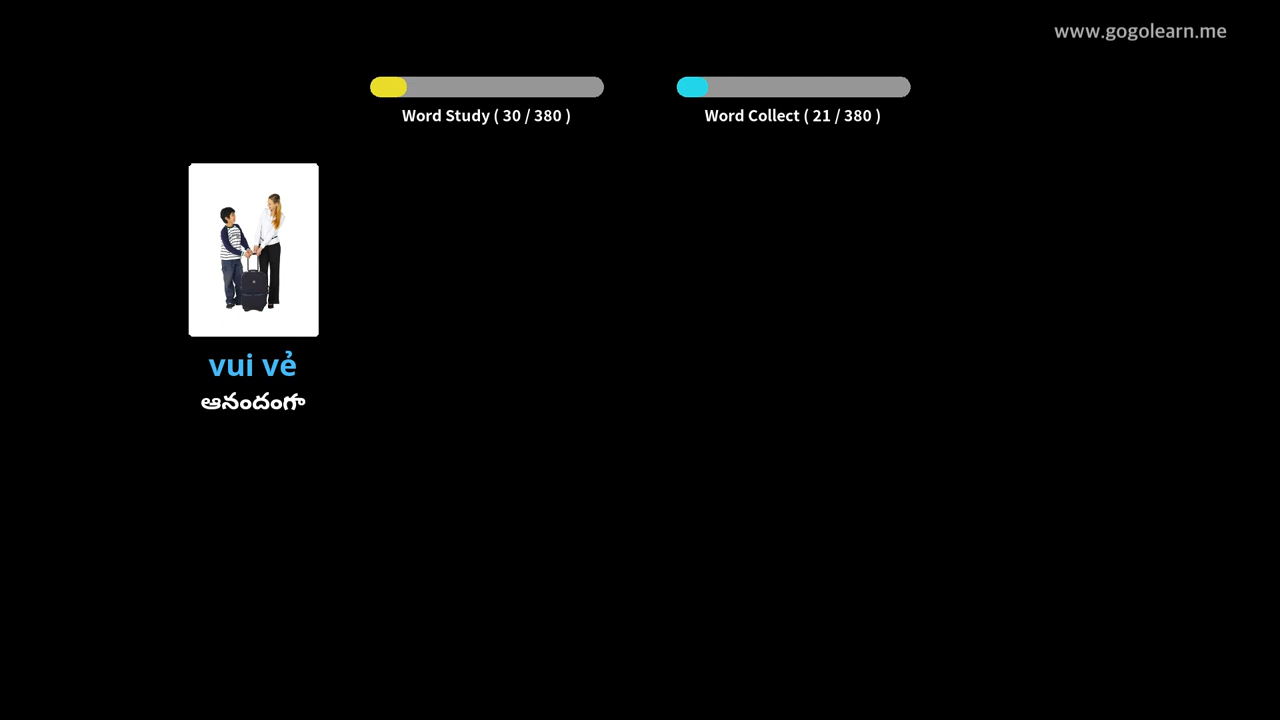 www.gogolearn.me
Word Study ( 30 / 380 )
Word Collect ( 21 / 380 )
vui vẻ
ఆనందంగా